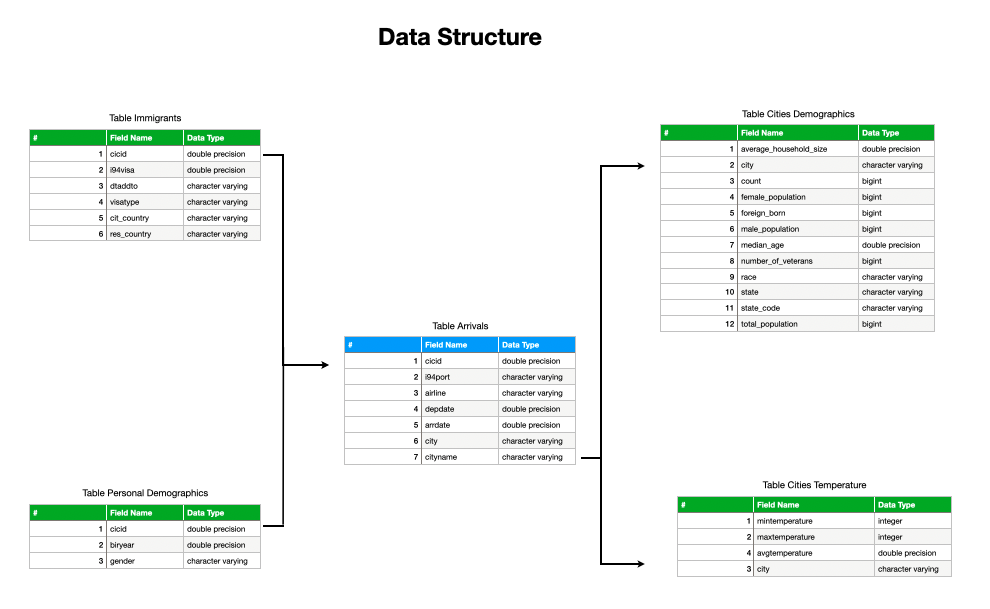 Data Structure
Table Immigrants
# Field Name Data Type
1 cicid double precision
2 i94visa double precision
3 dtaddto character varying
4 visatype character varying
5 cit_country character varying
6 res_country character varying
Table Cities Demographics
# Field Name Data Type
1 average_household_size double precision
2 city character varying
3 count bigint
4 female_population bigint
5 foreign_born bigint
6 male_population bigint
7 median_age double precision
8 number_of_veterans bigint
9 race character varying
10 state character varying
11 state_code character varying
12 total_population bigint
Table Arrivals
# Field Name Data Type
1 cicid double precision
2 i94port character varying
3 airline character varying
4 depdate double precision
5 arrdate double precision
6 city character varying
7 cityname character varying
Table Personal Demographics
# Field Name Data Type
1 cicid double precision
2 biryear double precision
3 gender character varying
Table Cities Temperature
# Field Name Data Type
1 mintemperature integer
2 maxtemperature integer
4 avgtemperature double precision
3 city character varying